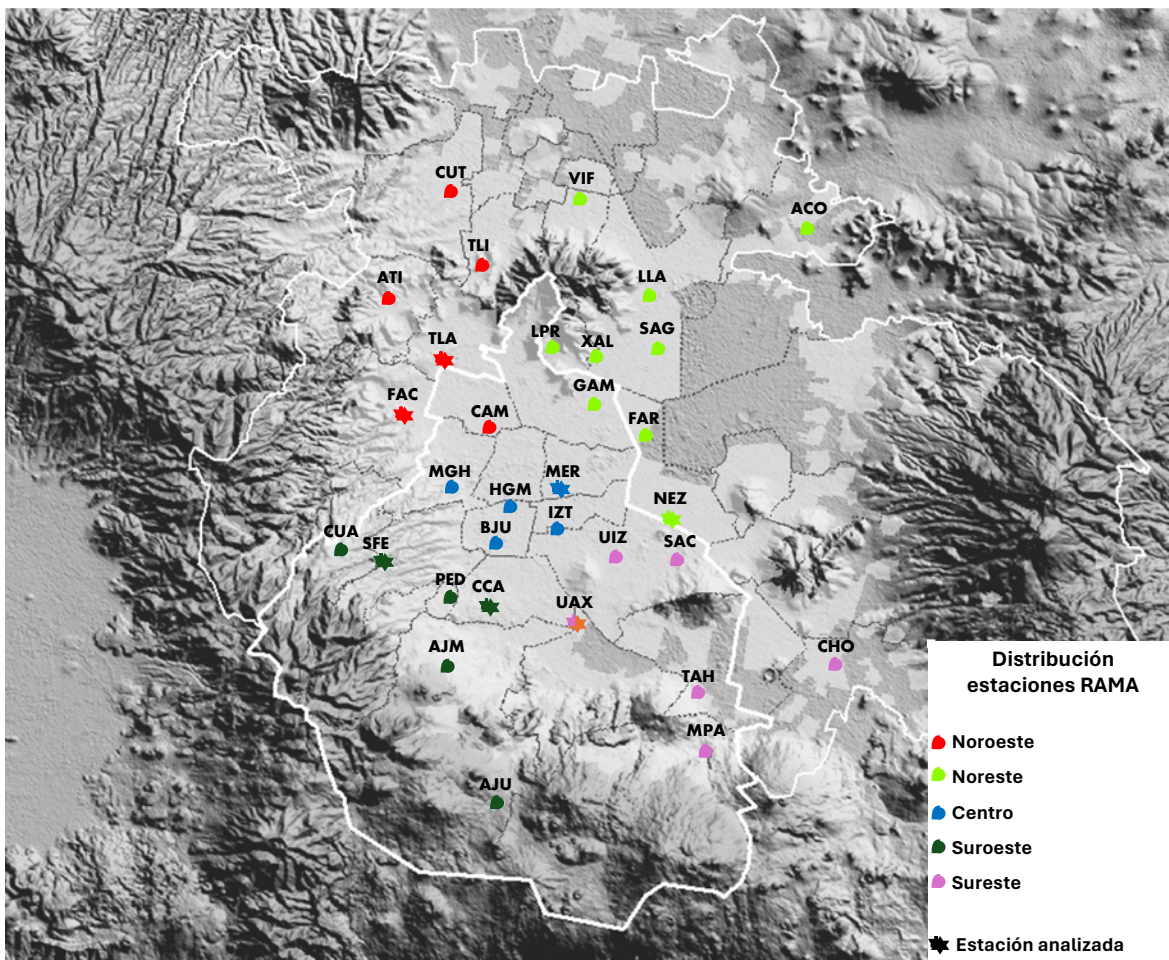 CUT
VIF
ACO
TLI
ATI
LLA
TLA
LPR
XAL
SAG
FAC
CAM
GAM
FAR
MGH
HGM
MER
NEZ
CUA
SFE
BJU
IZT
UIZ
SAC
PED
CCA
UAX
AJM
TAH
CHO
MPA
AJU
Distribución
estaciones RAMA
Noroeste
Noreste
Centro
Suroeste
Sureste
Estación analizada